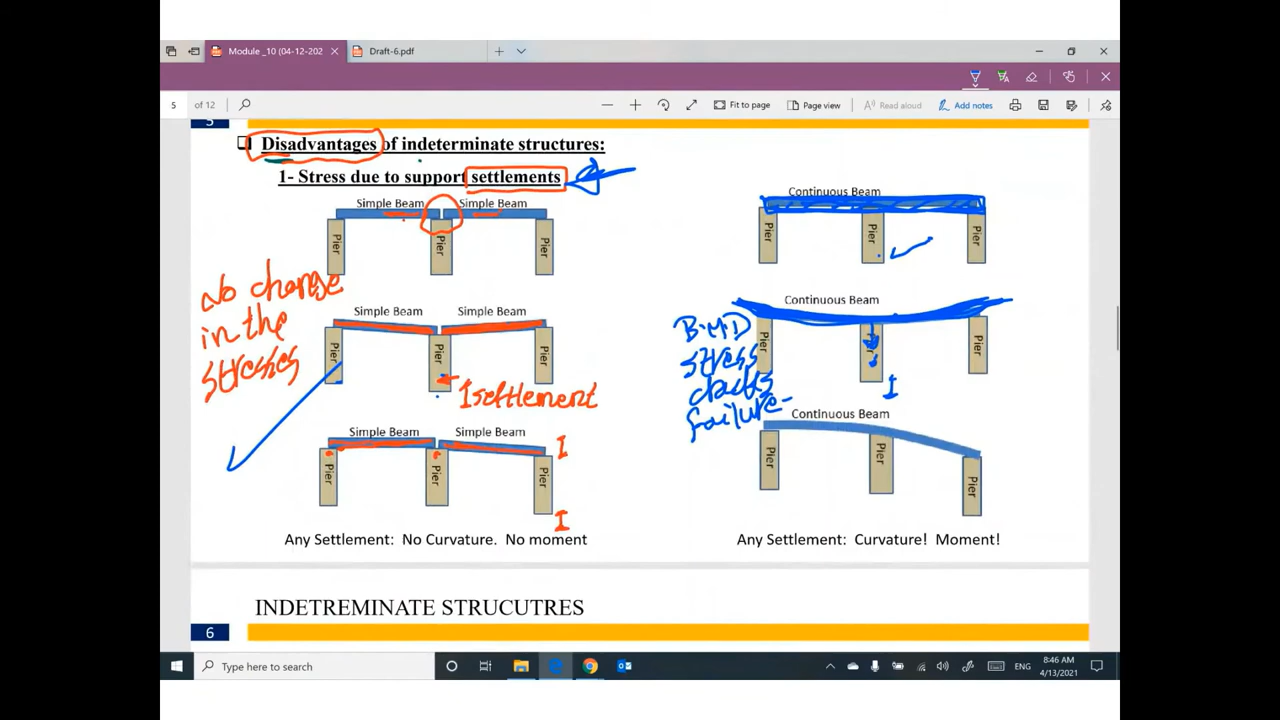 Module _10 (04-12-202
Draft-6.pdf
5 of 12
Fit to page
Page view
Read aloud
Add notes
5
Disadvantages of indeterminate structures:
1- Stress due to support settlements
Simple Beam Simple Beam
Pier Pier Pier
Continuous Beam
Pier Pier Pier
No change
in the
stresses
Simple Beam Simple Beam
Pier Pier Pier
I settlement
Continuous Beam
Pier Pier Pier
B.M.D
stress
cracks
failure-
I
Simple Beam Simple Beam
Pier Pier Pier
I
I
Continuous Beam
Pier Pier Pier
Any Settlement: No Curvature. No moment
Any Settlement: Curvature! Moment!
INDETREMINATE STRUCUTRES
6
Type here to search
ENG
8:46 AM
4/13/2021